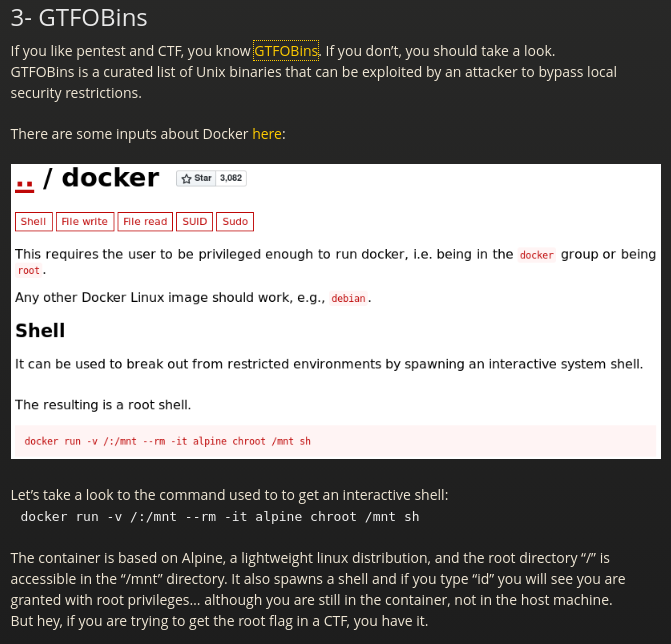 3- GTFOBins
If you like pentest and CTF, you know GTFOBins. If you don’t, you should take a look.
GTFOBins is a curated list of Unix binaries that can be exploited by an attacker to bypass local
security restrictions.
There are some inputs about Docker here:
.. / docker Star 3,082
Shell File write File read SUID Sudo
This requires the user to be privileged enough to run docker, i.e. being in the docker group or being
root.
Any other Docker Linux image should work, e.g., debian.
Shell
It can be used to break out from restricted environments by spawning an interactive system shell.
The resulting is a root shell.
docker run -v /:/mnt --rm -it alpine chroot /mnt sh
Let’s take a look to the command used to to get an interactive shell:
docker run -v /:/mnt --rm -it alpine chroot /mnt sh
The container is based on Alpine, a lightweight linux distribution, and the root directory “/” is
accessible in the “/mnt” directory. It also spawns a shell and if you type “id” you will see you are
granted with root privileges… although you are still in the container, not in the host machine.
But hey, if you are trying to get the root flag in a CTF, you have it.